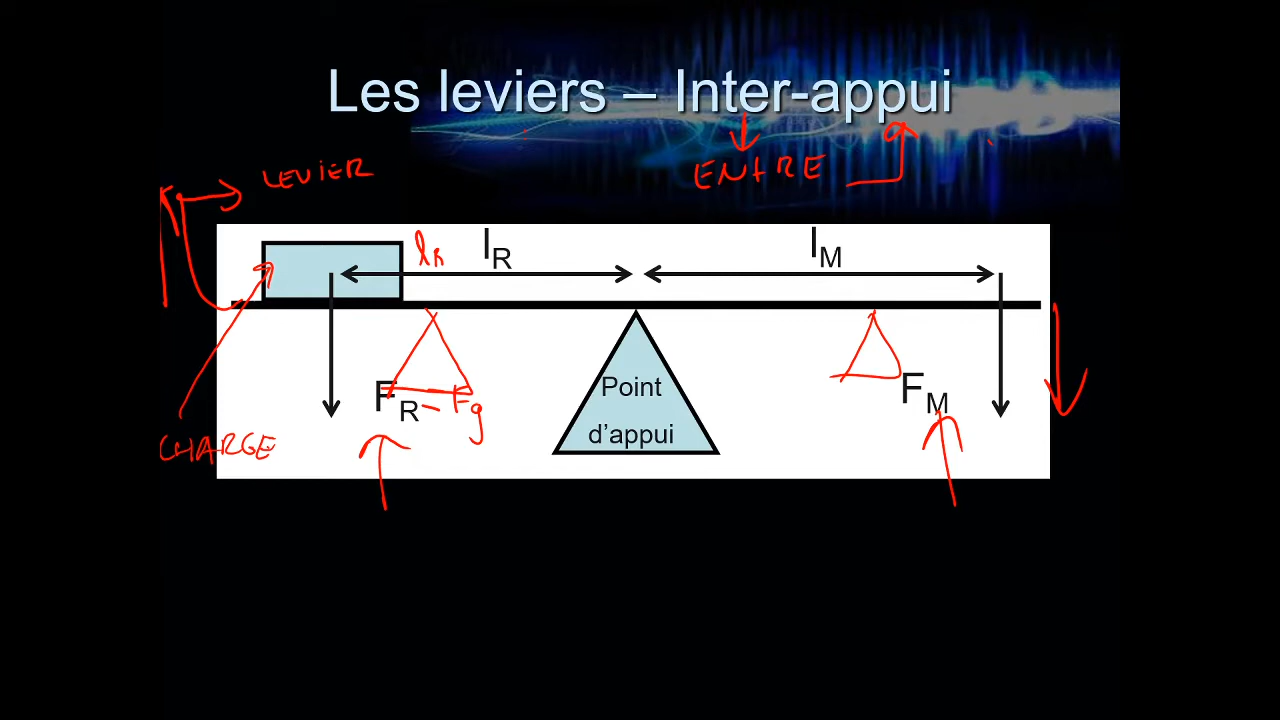 Les leviers – Inter-appui
ENTRE
LEVIER
lR lR lM
Point
d'appui
FR – Fg FM
CHARGE